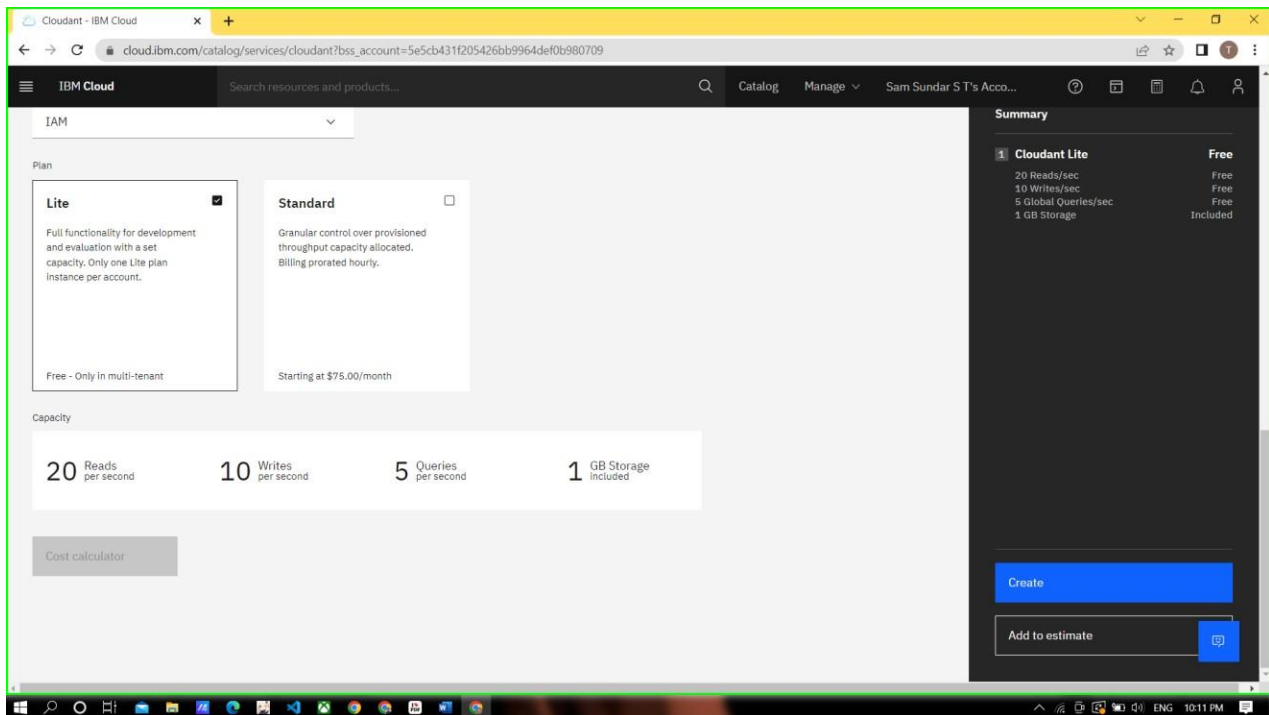 Cloudant - IBM Cloud
cloud.ibm.com/catalog/services/cloudant?bss_account=5e5cb431f205426bb9964def0b980709
T
IBM Cloud
Search resources and products...
Catalog
Manage
Sam Sundar S T's Acco...
IAM
Plan
Lite
Full functionality for development
and evaluation with a set
capacity. Only one Lite plan
instance per account.
Free - Only in multi-tenant
Standard
Granular control over provisioned
throughput capacity allocated.
Billing prorated hourly.
Starting at $75.00/month
Capacity
20 Reads per second
10 Writes per second
5 Queries per second
1 GB Storage included
Cost calculator
Summary
1 Cloudant Lite Free
20 Reads/sec Free
10 Writes/sec Free
5 Global Queries/sec Free
1 GB Storage Included
Create
Add to estimate
ENG 10:11 PM